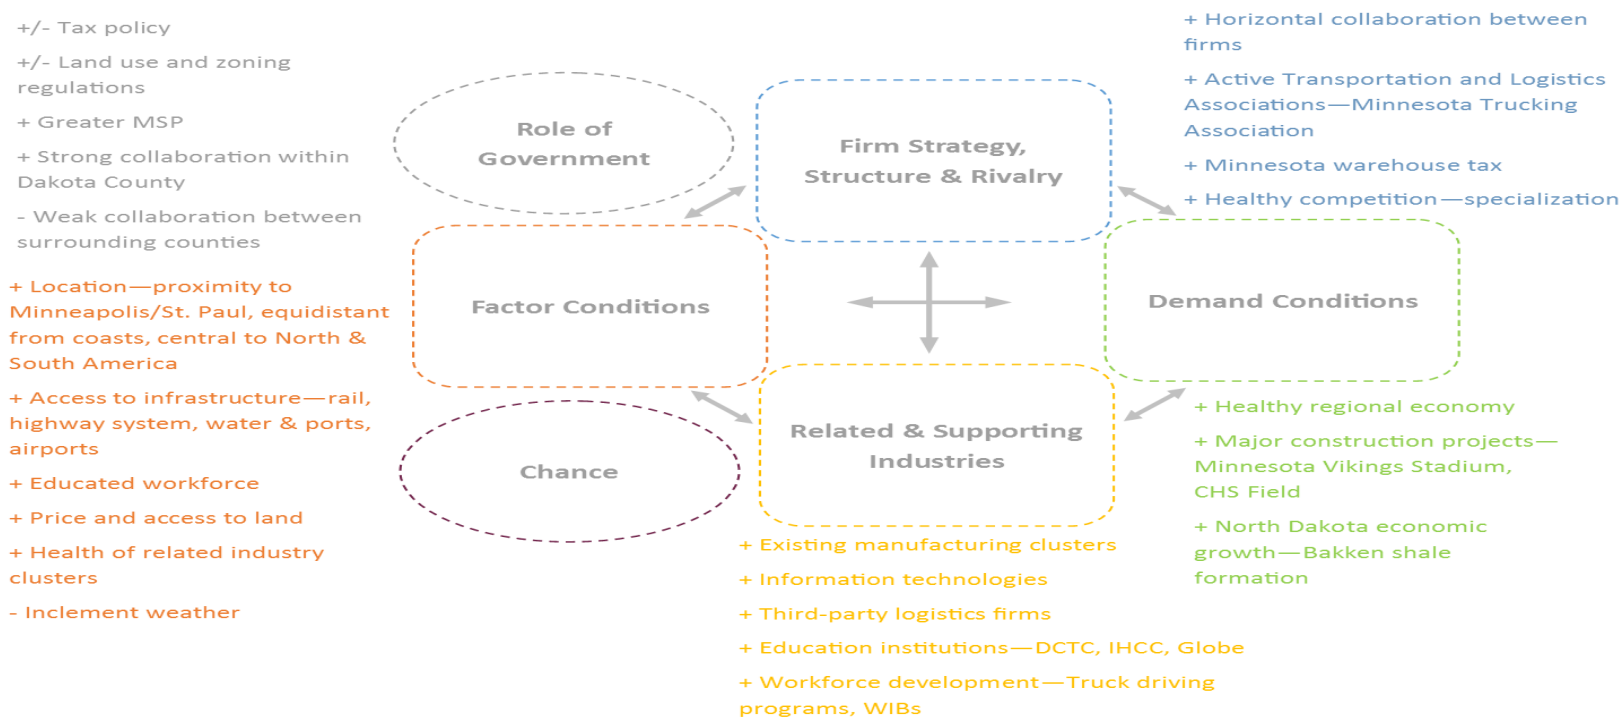 +/- Tax policy
+/- Land use and zoning
regulations
+ Greater MSP
+ Strong collaboration within
Dakota County
- Weak collaboration between
surrounding counties
Role of
Government
Firm Strategy,
Structure & Rivalry
+ Horizontal collaboration between
firms
+ Active Transportation and Logistics
Associations—Minnesota Trucking
Association
+ Minnesota warehouse tax
+ Healthy competition—specialization
+ Location—proximity to
Minneapolis/St. Paul, equidistant
from coasts, central to North &
South America
+ Access to infrastructure—rail,
highway system, water & ports,
airports
+ Educated workforce
+ Price and access to land
+ Health of related industry
clusters
- Inclement weather
Factor Conditions
Demand Conditions
Chance
Related & Supporting
Industries
+ Healthy regional economy
+ Major construction projects—
Minnesota Vikings Stadium,
CHS Field
+ North Dakota economic
growth—Bakken shale
formation
+ Existing manufacturing clusters
+ Information technologies
+ Third-party logistics firms
+ Education institutions—DCTC, IHCC, Globe
+ Workforce development—Truck driving
programs, WIBs